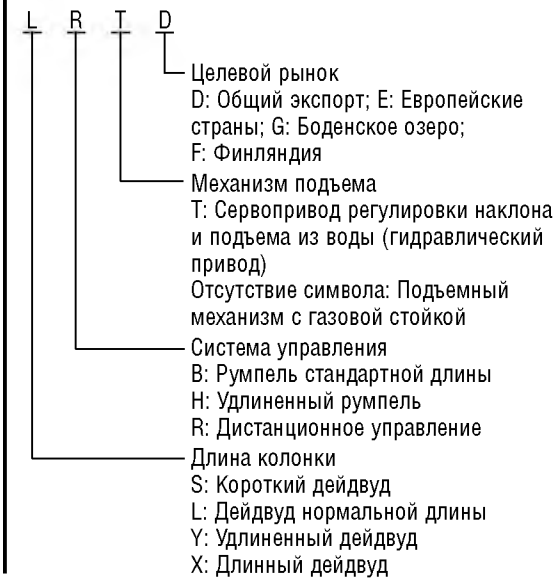 L R T D
Целевой рынок
D: Общий экспорт; E: Европейские
страны; G: Боденское озеро;
F: Финляндия
Механизм подъема
T: Сервопривод регулировки наклона
и подъема из воды (гидравлический
привод)
Отсутствие символа: Подъемный
механизм с газовой стойкой
Система управления
B: Румпель стандартной длины
H: Удлиненный румпель
R: Дистанционное управление
Длина колонки
S: Короткий дейдвуд
L: Дейдвуд нормальной длины
Y: Удлиненный дейдвуд
X: Длинный дейдвуд